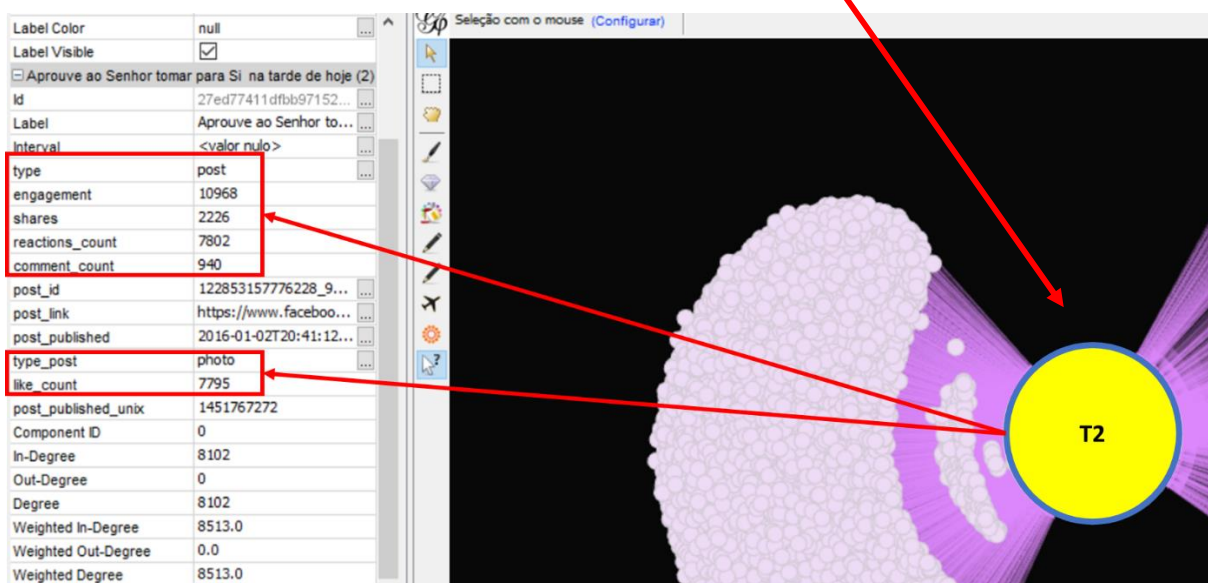 Label Color null ...
Label Visible
Aprouve ao Senhor tomar para Si na tarde de hoje (2)
Id 27ed77411dfbb97152... ...
Label Aprouve ao Senhor to... ...
Interval <valor nulo> ...
type post ...
engagement 10968
shares 2226
reactions_count 7802
comment_count 940
post_id 122853157776228_9... ...
post_link https://www.faceboo... ...
post_published 2016-01-02T20:41:12... ...
type_post photo ...
like_count 7795
post_published_unix 1451767272
Component ID 0
In-Degree 8102
Out-Degree 0
Degree 8102
Weighted In-Degree 8513.0
Weighted Out-Degree 0.0
Weighted Degree 8513.0
Seleção com o mouse (Configurar)
T2